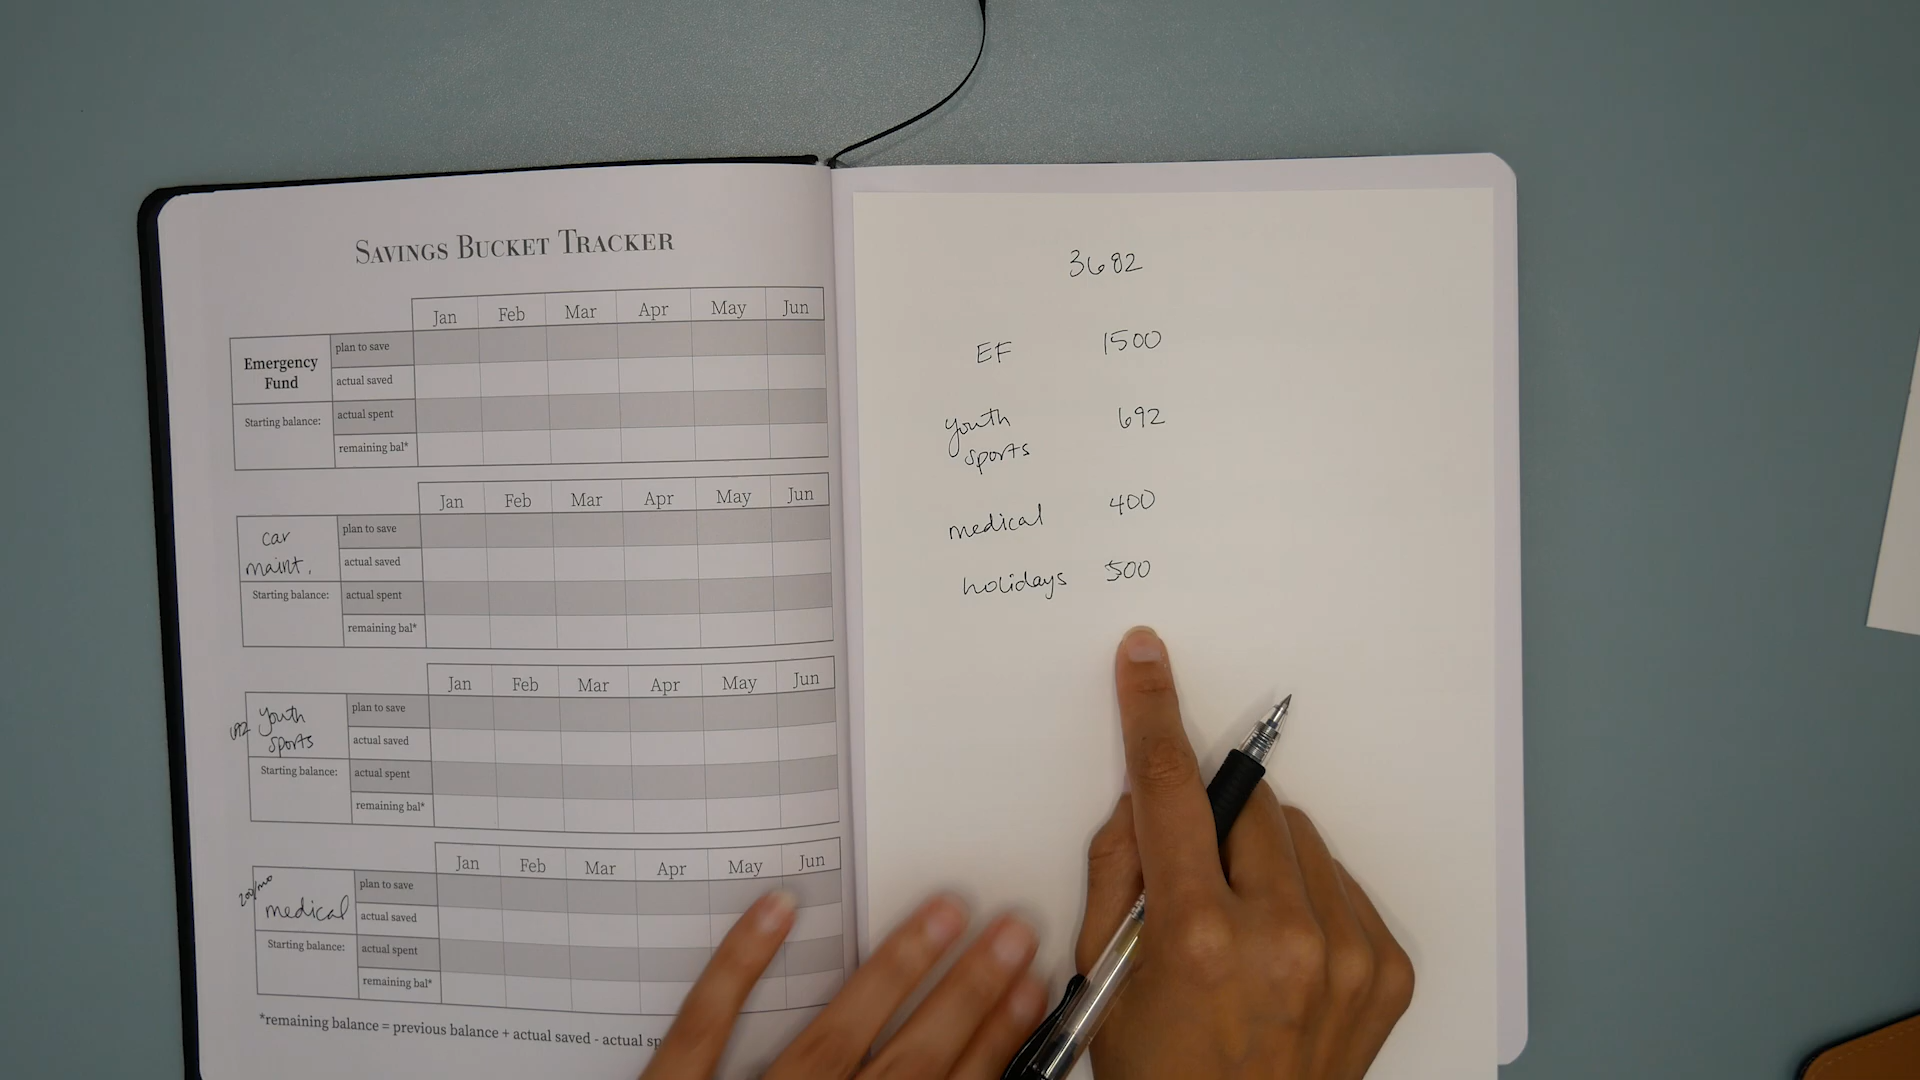 SAVINGS BUCKET TRACKER
Jan Feb Mar Apr May Jun
Emergency Fund
plan to save
actual saved
Starting balance:
actual spent
remaining bal*
Jan Feb Mar Apr May Jun
car maint.
plan to save
actual saved
Starting balance:
actual spent
remaining bal*
Jan Feb Mar Apr May Jun
692
youth sports
plan to save
actual saved
Starting balance:
actual spent
remaining bal*
Jan Feb Mar Apr May Jun
200/mo
medical
plan to save
actual saved
Starting balance:
actual spent
remaining bal*
*remaining balance = previous balance + actual saved - actual
3682
EF 1500
youth 692
sports
medical 400
holidays 500